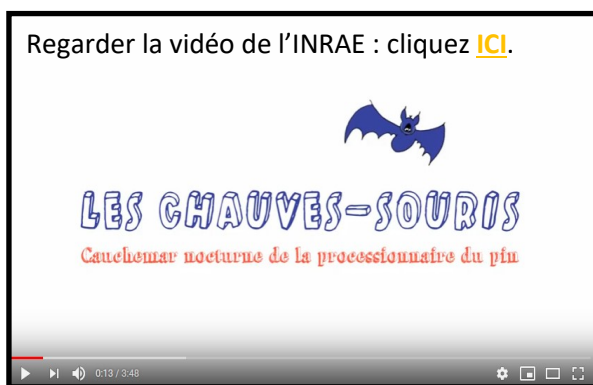 Regarder la vidéo de l’INRAE : cliquez ICI.
LES CHAUVES-SOURIS
Cauchemar nocturne de la processionnaire du pin
0:13 / 3:48